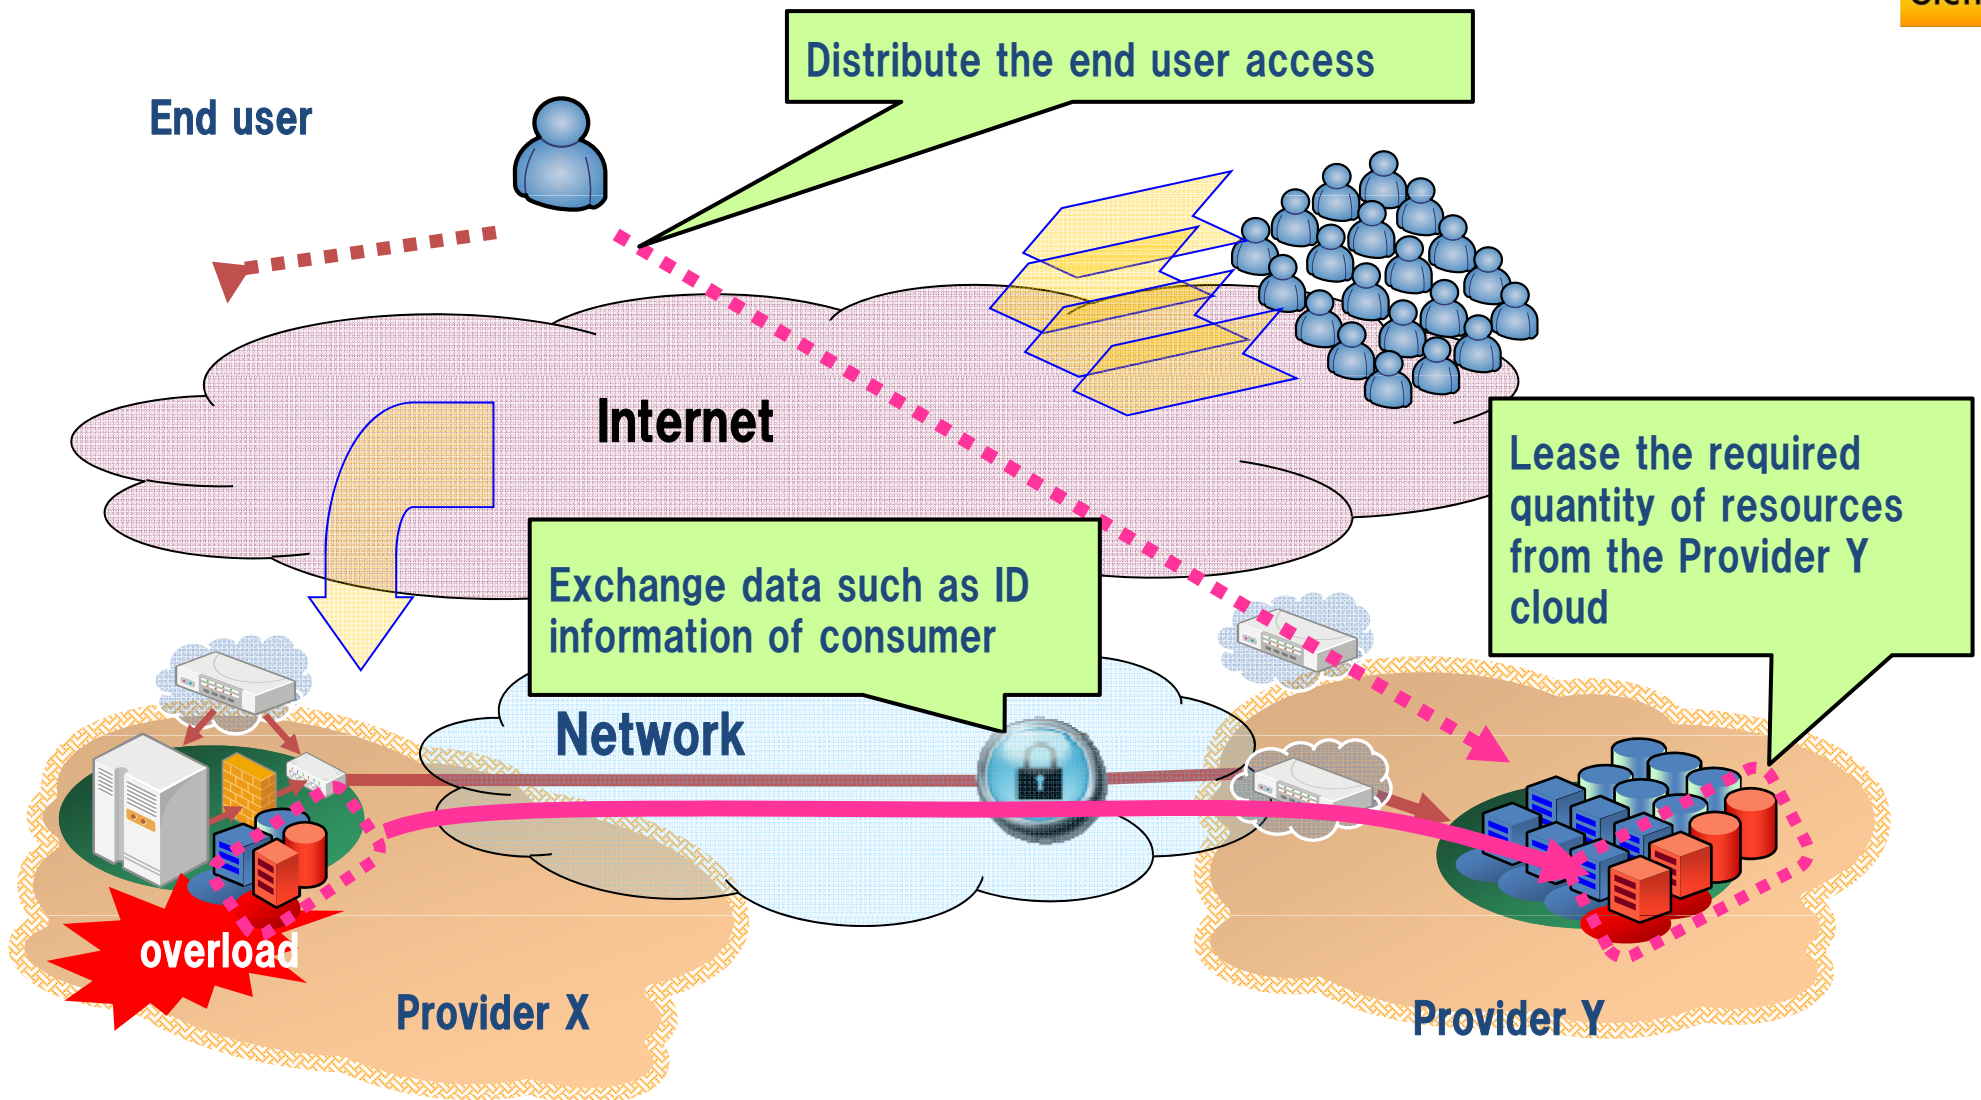 Distribute the end user access
End user
Internet
Lease the required
quantity of resources
from the Provider Y
cloud
Exchange data such as ID
information of consumer
Network
overload
Provider X
Provider Y